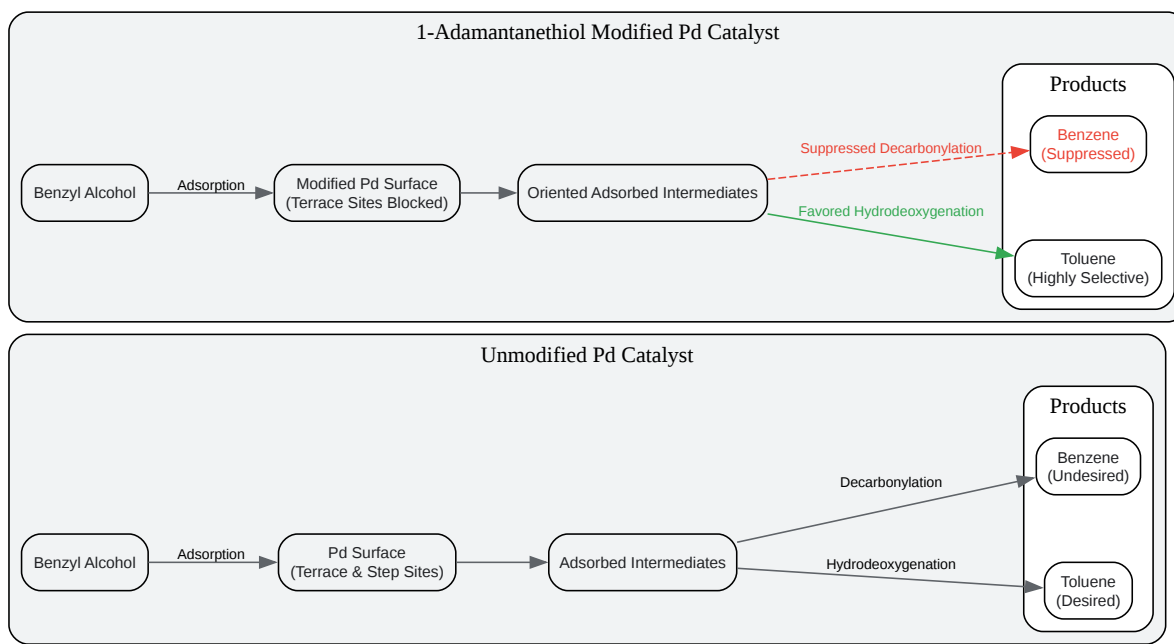 1-Adamantanethiol Modified Pd Catalyst
Products
Benzyl Alcohol
Adsorption
Modified Pd Surface
(Terrace Sites Blocked)
Oriented Adsorbed Intermediates
Suppressed Decarbonylation
Favored Hydrodeoxygenation
Benzene
(Suppressed)
Toluene
(Highly Selective)
Unmodified Pd Catalyst
Products
Benzyl Alcohol
Adsorption
Pd Surface
(Terrace & Step Sites)
Adsorbed Intermediates
Decarbonylation
Hydrodeoxygenation
Benzene
(Undesired)
Toluene
(Desired)